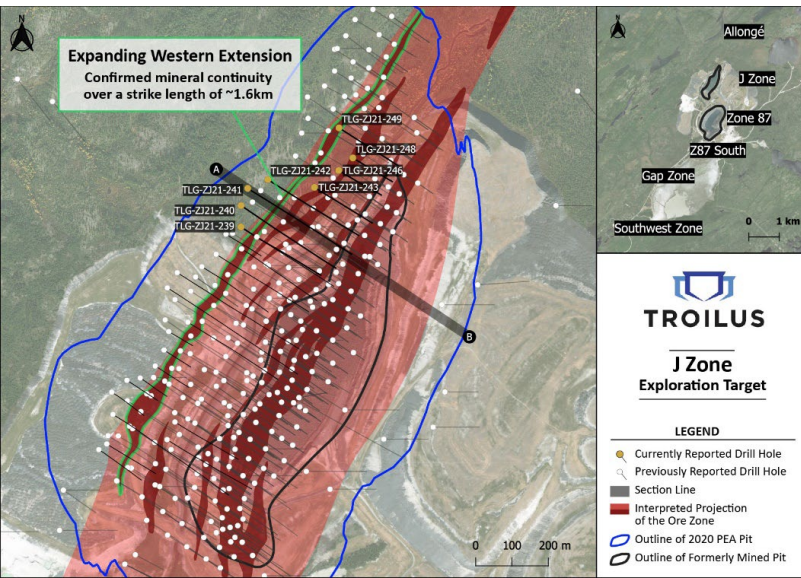 N
Expanding Western Extension
Confirmed mineral continuity
over a strike length of ~1.6km
TLG-ZJ21-249
TLG-ZJ21-248
TLG-ZJ21-242
TLG-ZJ21-246
A
TLG-ZJ21-241
TLG-ZJ21-243
TLG-ZJ21-240
TLG-ZJ21-239
B
0 100 200 m
N
Allongé
J Zone
Zone 87
Z87 South
Gap Zone
Southwest Zone
0 1 km
TROILUS
J Zone
Exploration Target
LEGEND
Currently Reported Drill Hole
Previously Reported Drill Hole
Section Line
Interpreted Projection
of the Ore Zone
Outline of 2020 PEA Pit
Outline of Formerly Mined Pit